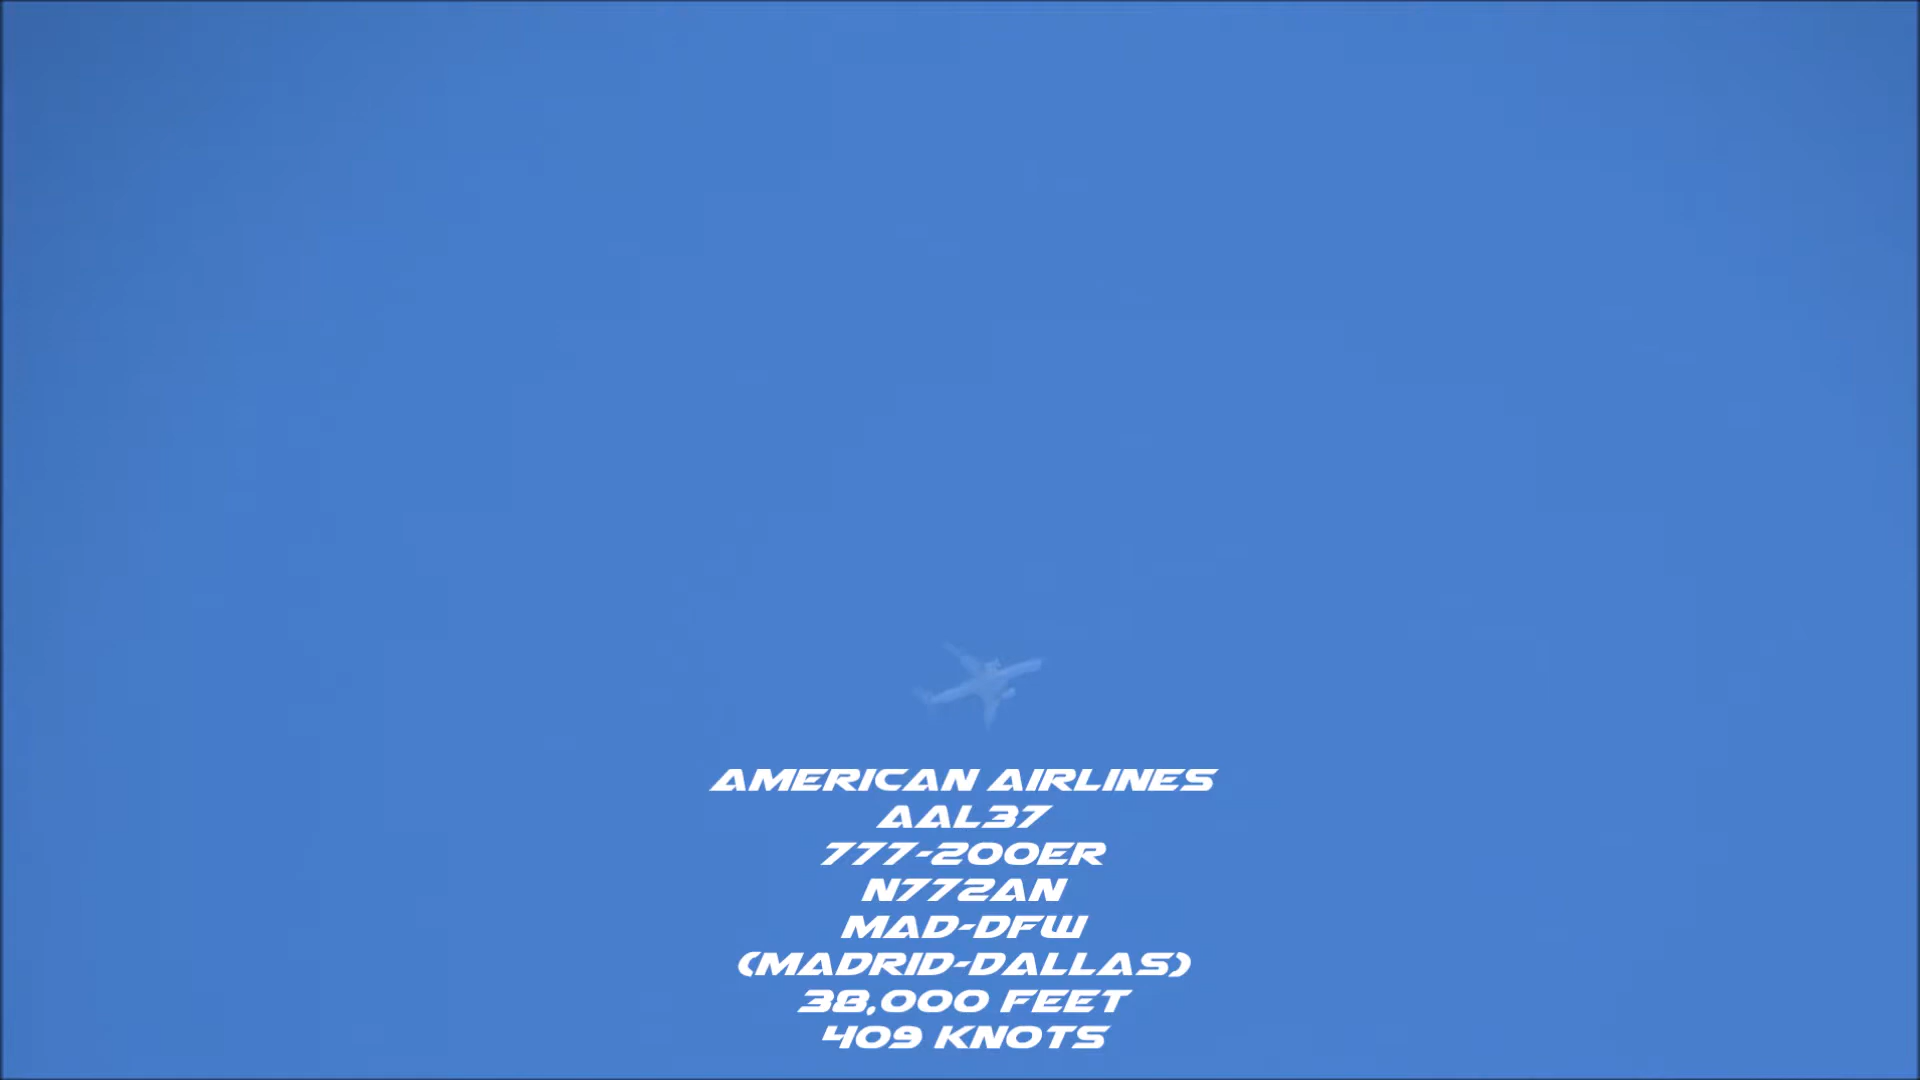 AMERICAN AIRLINES
AAL37
777-200ER
N772AN
MAD-DFW
(MADRID-DALLAS)
38,000 FEET
409 KNOTS